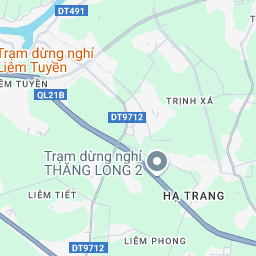 DT491
Trạm dừng nghỉ
Liêm Tuyền
ÊM TUYỀN
QL21B
TRỊNH XÁ
DT9712
Trạm dừng nghỉ
THĂNG LONG 2
LIÊM TIẾT
HẠ TRANG
DT9712
LIÊM PHONG